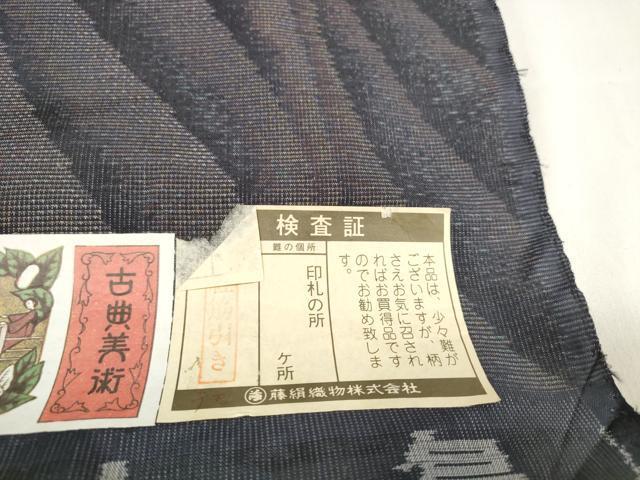 検査証
本品は、少々難が
ございますが、柄
さえお気に召され
ればお買得品です
のでお勧め致しま
す。
難の個所
印札の所
ケ所
引き
藤絹織物株式会社
古典美術